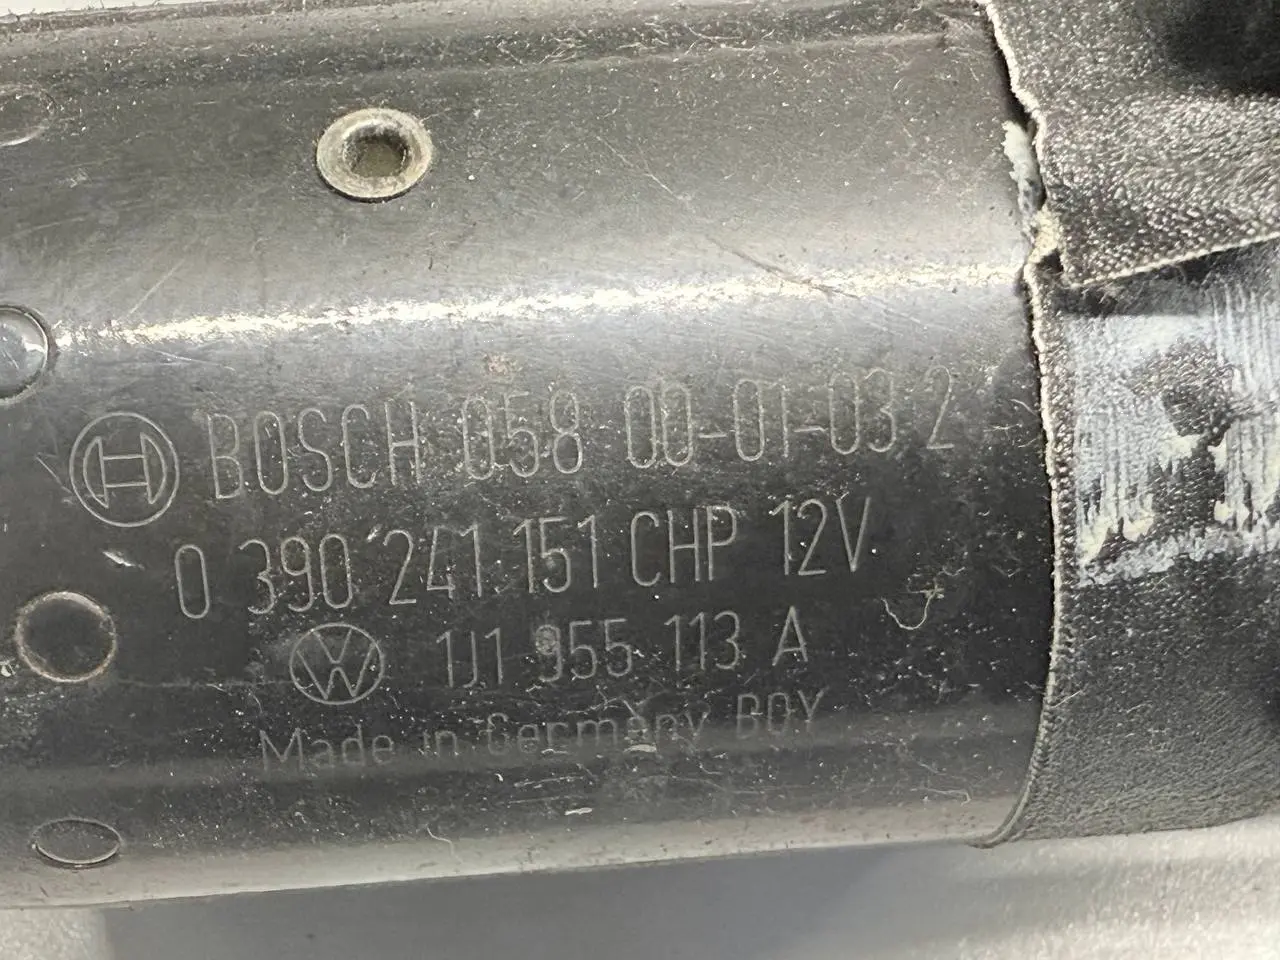 BOSCH 058 00-01-03 2
0 390 241 151 CHP 12V
1J1 955 113 A
Made in Germany BOY